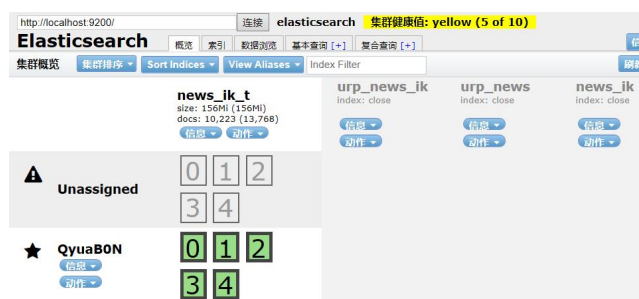 http://localhost:9200/ 连接 elasticsearch 集群健康值: yellow (5 of 10)
Elasticsearch 概览 索引 数据浏览 基本查询 [+] 复合查询 [+]
集群概览 集群排序 Sort Indices View Aliases Index Filter
news_ik_t urp_news_ik urp_news news_ik
size: 156Mi (156Mi) index: close index: close index: close
docs: 10,223 (13,768)
信息 动作 信息 信息 信息
动作 动作 动作
Unassigned 0 1 2
3 4
QyuaB0N 0 1 2
信息
动作 3 4